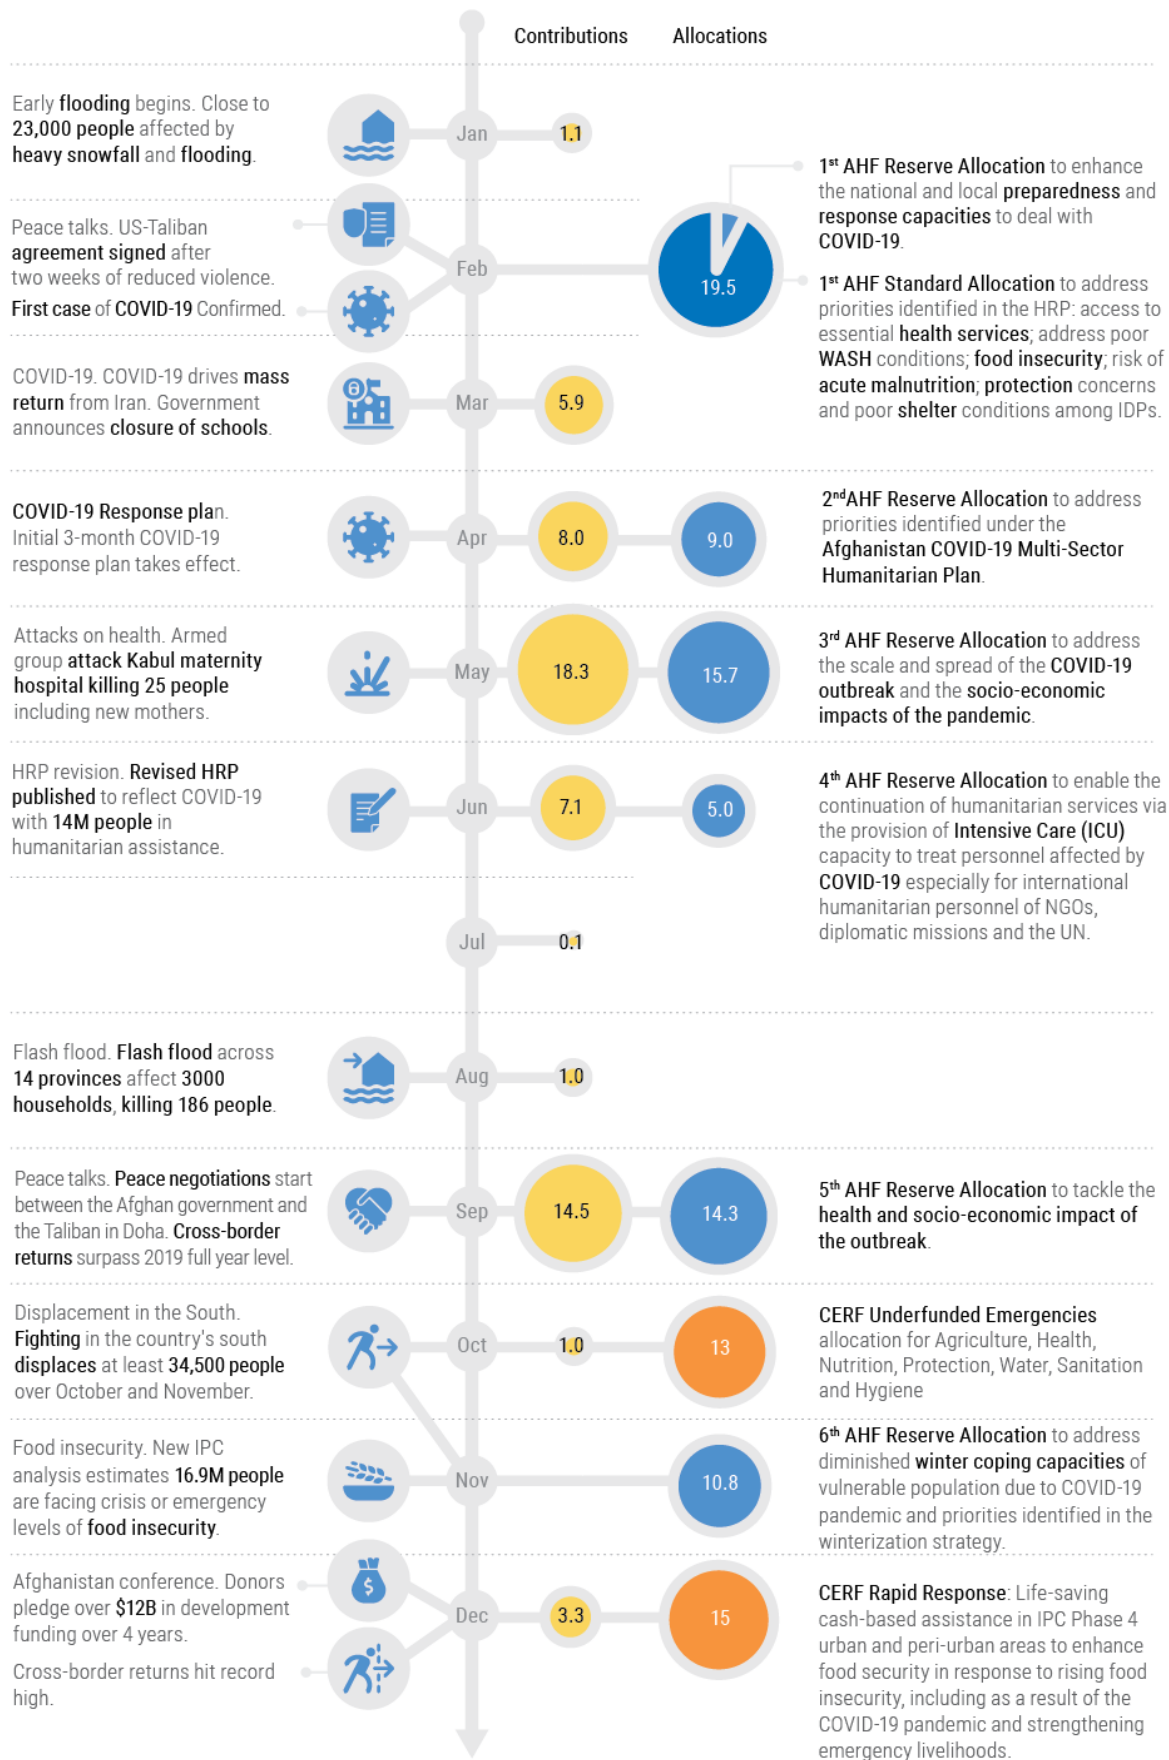 Contributions Allocations
Early flooding begins. Close to
23,000 people affected by
heavy snowfall and flooding.
Jan
1.1
1st AHF Reserve Allocation to enhance
the national and local preparedness and
response capacities to deal with
COVID-19.
Peace talks. US-Taliban
agreement signed after
two weeks of reduced violence.
First case of COVID-19 Confirmed.
Feb
19.5
1st AHF Standard Allocation to address
priorities identified in the HRP: access to
essential health services; address poor
WASH conditions; food insecurity; risk of
acute malnutrition; protection concerns
and poor shelter conditions among IDPs.
COVID-19. COVID-19 drives mass
return from Iran. Government
announces closure of schools.
Mar
5.9
COVID-19 Response plan.
Initial 3-month COVID-19
response plan takes effect.
Apr
8.0
9.0
2nd AHF Reserve Allocation to address
priorities identified under the
Afghanistan COVID-19 Multi-Sector
Humanitarian Plan.
Attacks on health. Armed
group attack Kabul maternity
hospital killing 25 people
including new mothers.
May
18.3
15.7
3rd AHF Reserve Allocation to address
the scale and spread of the COVID-19
outbreak and the socio-economic
impacts of the pandemic.
HRP revision. Revised HRP
published to reflect COVID-19
with 14M people in
humanitarian assistance.
Jun
7.1
5.0
4th AHF Reserve Allocation to enable the
continuation of humanitarian services via
the provision of Intensive Care (ICU)
capacity to treat personnel affected by
COVID-19 especially for international
humanitarian personnel of NGOs,
diplomatic missions and the UN.
Jul
0.1
Flash flood. Flash flood across
14 provinces affect 3000
households, killing 186 people.
Aug
1.0
Peace talks. Peace negotiations start
between the Afghan government and
the Taliban in Doha. Cross-border
returns surpass 2019 full year level.
Sep
14.5
14.3
5th AHF Reserve Allocation to tackle the
health and socio-economic impact of
the outbreak.
Displacement in the South.
Fighting in the country's south
displaces at least 34,500 people
over October and November.
Oct
1.0
13
CERF Underfunded Emergencies
allocation for Agriculture, Health,
Nutrition, Protection, Water, Sanitation
and Hygiene
Food insecurity. New IPC
analysis estimates 16.9M people
are facing crisis or emergency
levels of food insecurity.
Nov
10.8
6th AHF Reserve Allocation to address
diminished winter coping capacities of
vulnerable population due to COVID-19
pandemic and priorities identified in the
winterization strategy.
Afghanistan conference. Donors
pledge over $12B in development
funding over 4 years.
Cross-border returns hit record
high.
Dec
3.3
15
CERF Rapid Response: Life-saving
cash-based assistance in IPC Phase 4
urban and peri-urban areas to enhance
food security in response to rising food
insecurity, including as a result of the
COVID-19 pandemic and strengthening
emergency livelihoods.